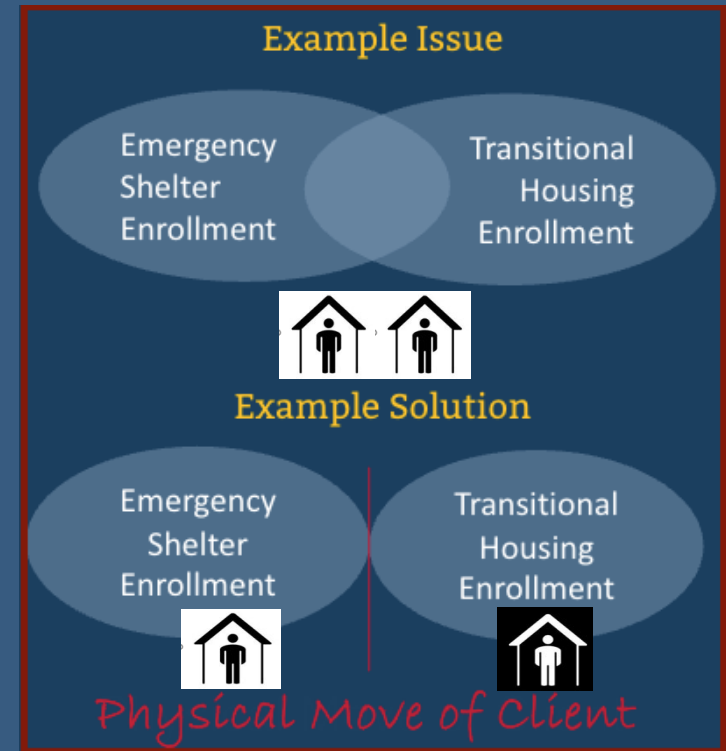 Example Issue
Emergency
Shelter
Enrollment
Transitional
Housing
Enrollment
Example Solution
Emergency
Shelter
Enrollment
Transitional
Housing
Enrollment
Physical Move of Client